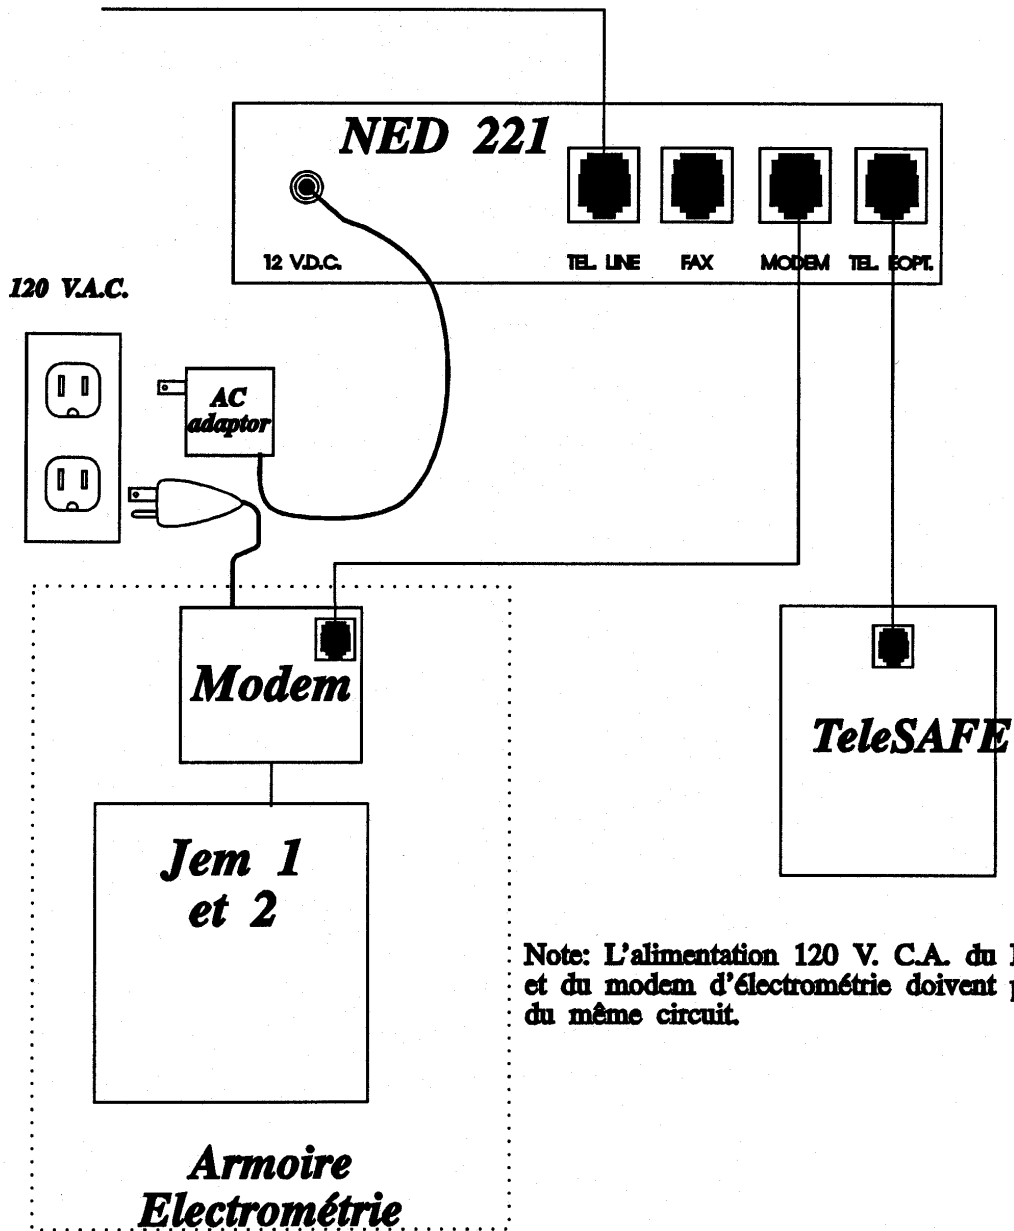 NED 221
12 V.D.C.
TEL. LINE
FAX
MODEM
TEL. EOPT.
120 V.A.C.
AC
adaptor
Modem
TeleSAFE
Jem 1
et 2
Note: L'alimentation 120 V. C.A. du
et du modem d'électrométrie doivent
du même circuit.
Armoire
Electrométrie